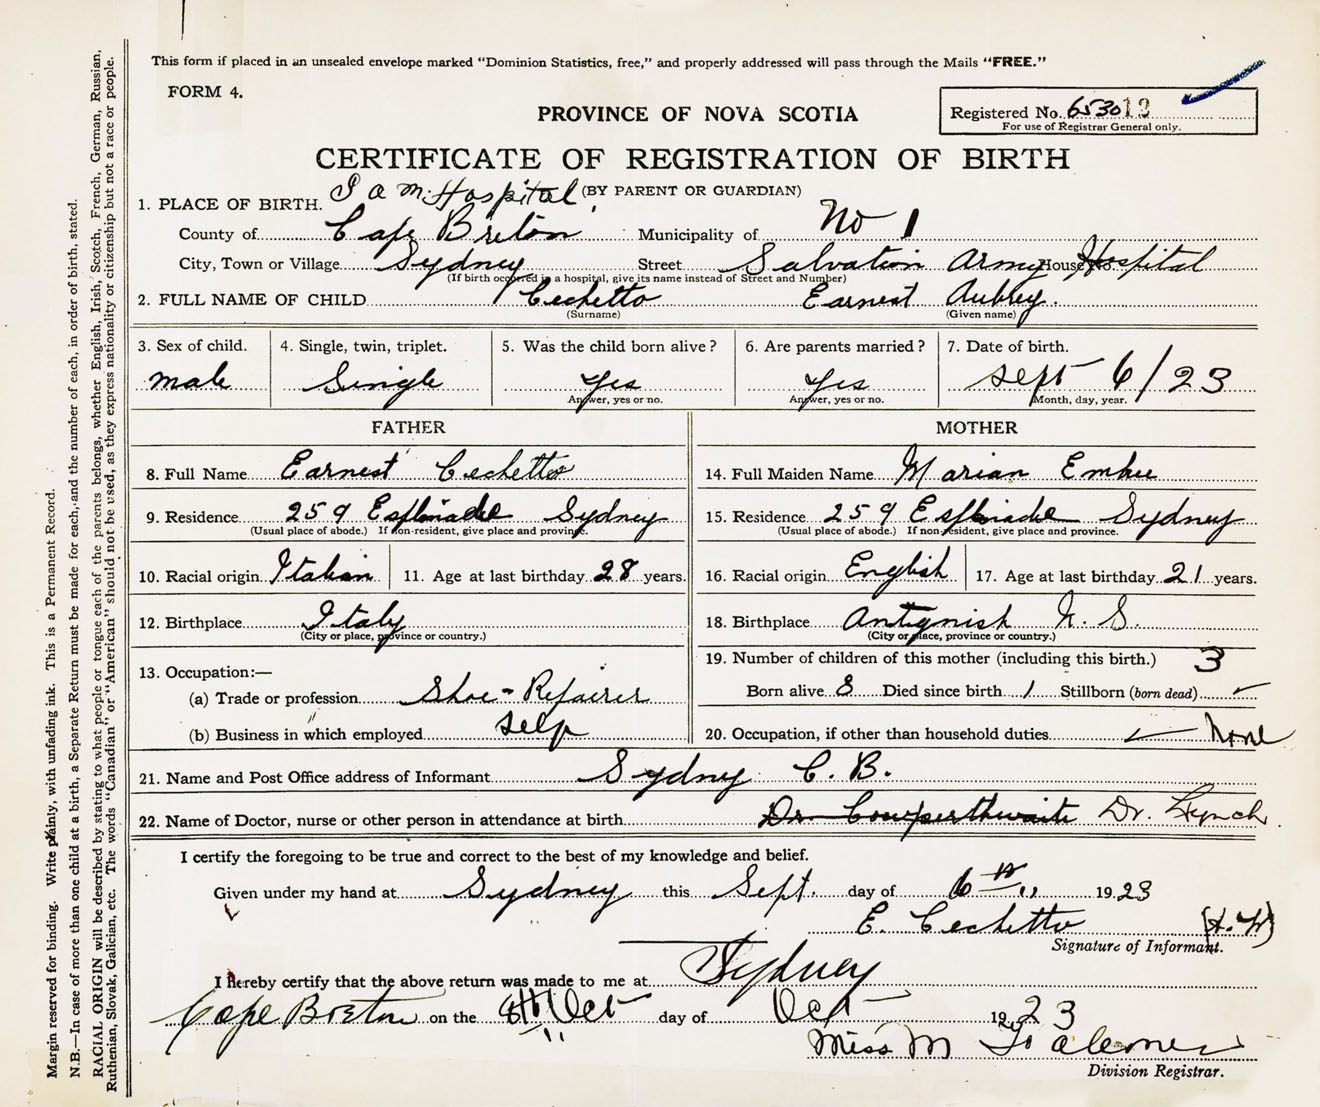 This form if placed in an unsealed envelope marked “Dominion Statistics, free,” and properly addressed will pass through the Mails “FREE.”
FORM 4.
PROVINCE OF NOVA SCOTIA
Registered No. 653012
For use of Registrar General only.
CERTIFICATE OF REGISTRATION OF BIRTH
(BY PARENT OR GUARDIAN)
1. PLACE OF BIRTH. S a m. Hospital
County of Cape Breton Municipality of No 1
City, Town or Village Sydney Street Salvation Army House No. Hospital
(If birth occurred in a hospital, give its name instead of Street and Number)
2. FULL NAME OF CHILD Cechetto Earnest Aubrey.
(Surname) (Given name)
3. Sex of child. 4. Single, twin, triplet. 5. Was the child born alive? 6. Are parents married? 7. Date of birth.
male Single Yes Yes Sept 6/23
Answer, yes or no. Answer, yes or no. Month, day, year.
FATHER MOTHER
8. Full Name Earnest Cechetto 14. Full Maiden Name Marian
9. Residence 259 Esplinade Sydney 15. Residence 259 Esplinade Sydney
(Usual place of abode.) If non-resident, give place and province. (Usual place of abode.) If non-resident, give place and province.
10. Racial origin Italian 11. Age at last birthday 28 years. 16. Racial origin English 17. Age at last birthday 21 years.
12. Birthplace Italy 18. Birthplace Antignish N. S.
(City or place, province or country.) (City or place, province or country.)
13. Occupation:— 19. Number of children of this mother (including this birth.) 3
(a) Trade or profession Shoe-Repairer Born alive 3 Died since birth 1 Stillborn (born dead)
(b) Business in which employed self 20. Occupation, if other than household duties None
21. Name and Post Office address of Informant Sydney C. B.
22. Name of Doctor, nurse or other person in attendance at birth Dr Cowperthwaite Dr. Lynch
I certify the foregoing to be true and correct to the best of my knowledge and belief.
Given under my hand at Sydney this Sept. day of 6th 1923
E. Cechetto (H.W)
Signature of Informant.
I hereby certify that the above return was made to me at Sydney
Cape Breton on the 8th Oct day of Oct 1923
Miss M Falconer
Division Registrar.
Margin reserved for binding. Write plainly, with unfading ink. This is a Permanent Record.
N.B.—In case of more than one child at a birth, a Separate Return must be made for each, and the number of each, in order of birth, stated.
RACIAL ORIGIN will be described by stating to what people or tongue each of the parents belongs, whether English, Irish, Scotch, French, German, Russian,
Ruthenian, Slovak, Galician, etc. The words “Canadian” or “American” should not be used, as they express nationality or citizenship but not a race or people.